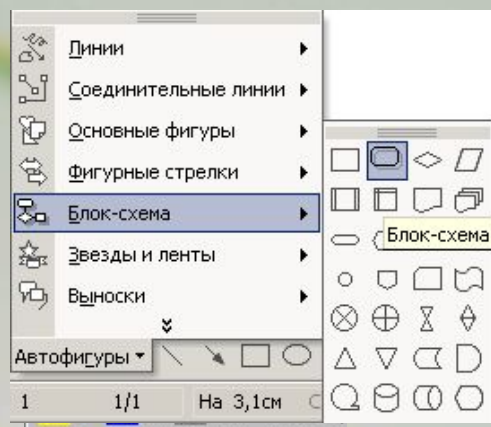 Линии
Соединительные линии
Основные фигуры
Фигурные стрелки
Блок-схема
Блок-схема
Звезды и ленты
Выноски
Автофигуры
1 1/1 На 3,1см